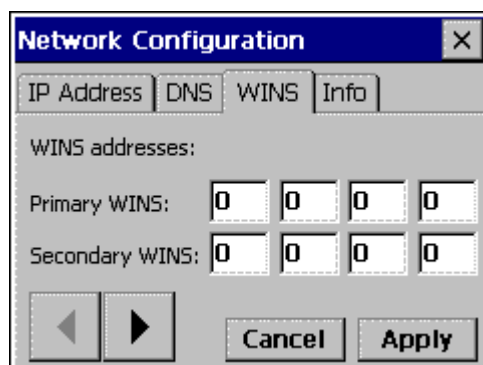 Network Configuration
IP Address DNS WINS Info
WINS addresses:
Primary WINS: 0 0 0 0
Secondary WINS: 0 0 0 0
Cancel Apply